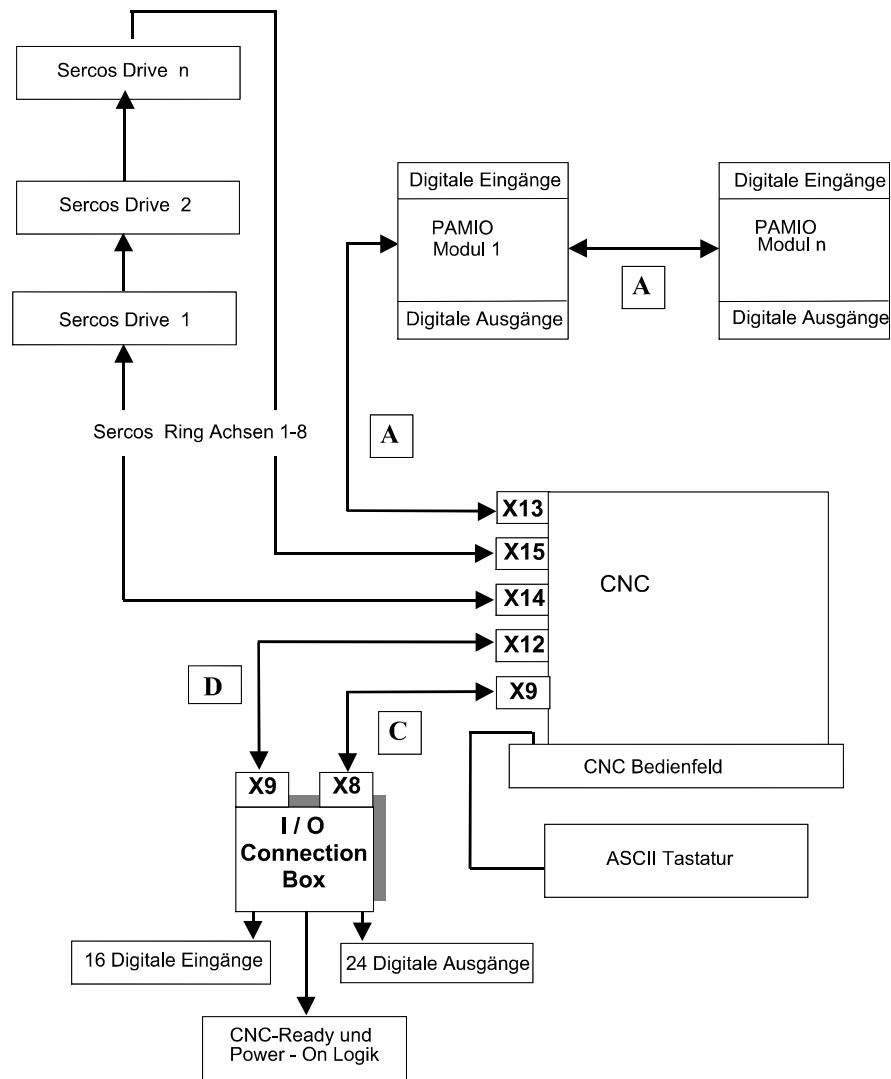 Sercos Drive n
Sercos Drive 2
Sercos Drive 1
Sercos Ring Achsen 1-8
Digitale Eingänge
PAMIO
Modul 1
Digitale Ausgänge
A
Digitale Eingänge
PAMIO
Modul n
Digitale Ausgänge
A
X13
X15
X14
X12
X9
CNC
D
C
CNC Bedienfeld
ASCII Tastatur
X9
X8
I / O
Connection
Box
16 Digitale Eingänge
24 Digitale Ausgänge
CNC-Ready und
Power - On Logik